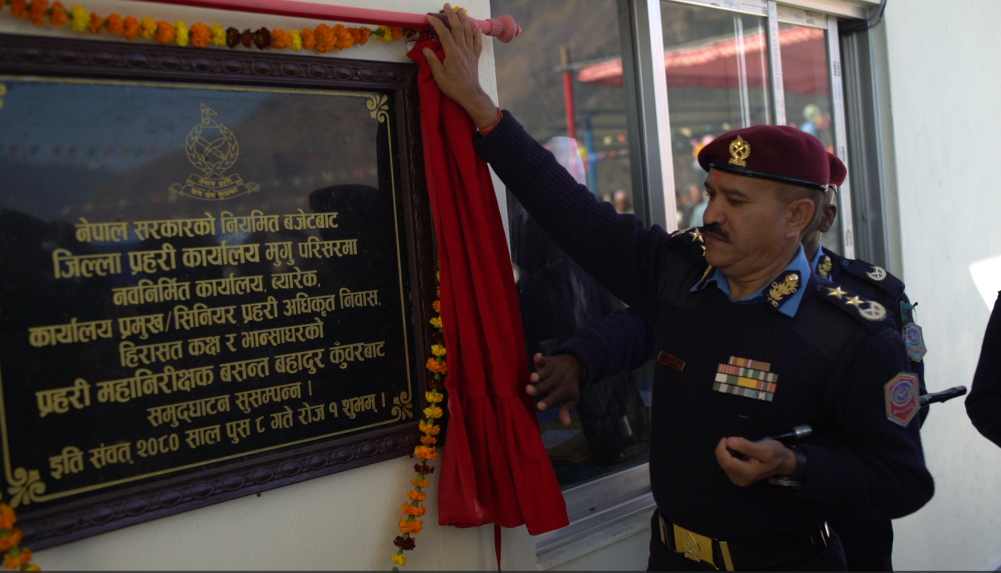 नेपाल प्रहरी
नेपाल सरकारको नियमित बजेटबाट
जिल्ला प्रहरी कार्यालय मुगु परिसरमा
नवनिर्मित कार्यालय, ब्यारेक,
कार्यालय प्रमुख/सिनियर प्रहरी अधिकृत निवास,
हिरासत कक्ष र भान्साघरको
प्रहरी महानिरीक्षक बसन्त बहादुर कुँवरबाट
समुद्घाटन सुसम्पन्न ।
इति संवत् २०८० साल पुस ८ गते रोज १ शुभम् ।